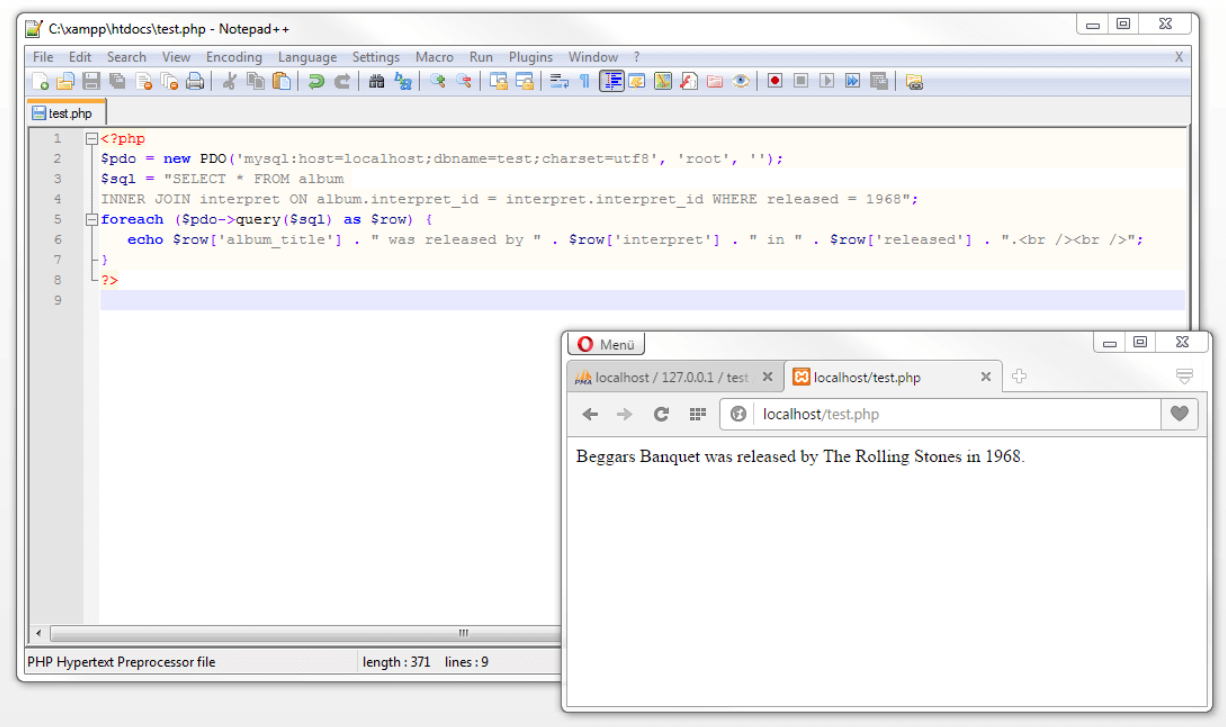 C:\xampp\htdocs\test.php - Notepad++
File Edit Search View Encoding Language Settings Macro Run Plugins Window ? X
test.php
1 <?php
2 $pdo = new PDO('mysql:host=localhost;dbname=test;charset=utf8', 'root', '');
3 $sql = "SELECT * FROM album
4 INNER JOIN interpret ON album.interpret_id = interpret.interpret_id WHERE released = 1968";
5 foreach ($pdo->query($sql) as $row) {
6 echo $row['album_title'] . " was released by " . $row['interpret'] . " in " . $row['released'] . ".<br /><br />";
7 }
8 ?>
9
Menü
PMA localhost / 127.0.0.1 / test
localhost/test.php
localhost/test.php
Beggars Banquet was released by The Rolling Stones in 1968.
PHP Hypertext Preprocessor file length : 371 lines : 9